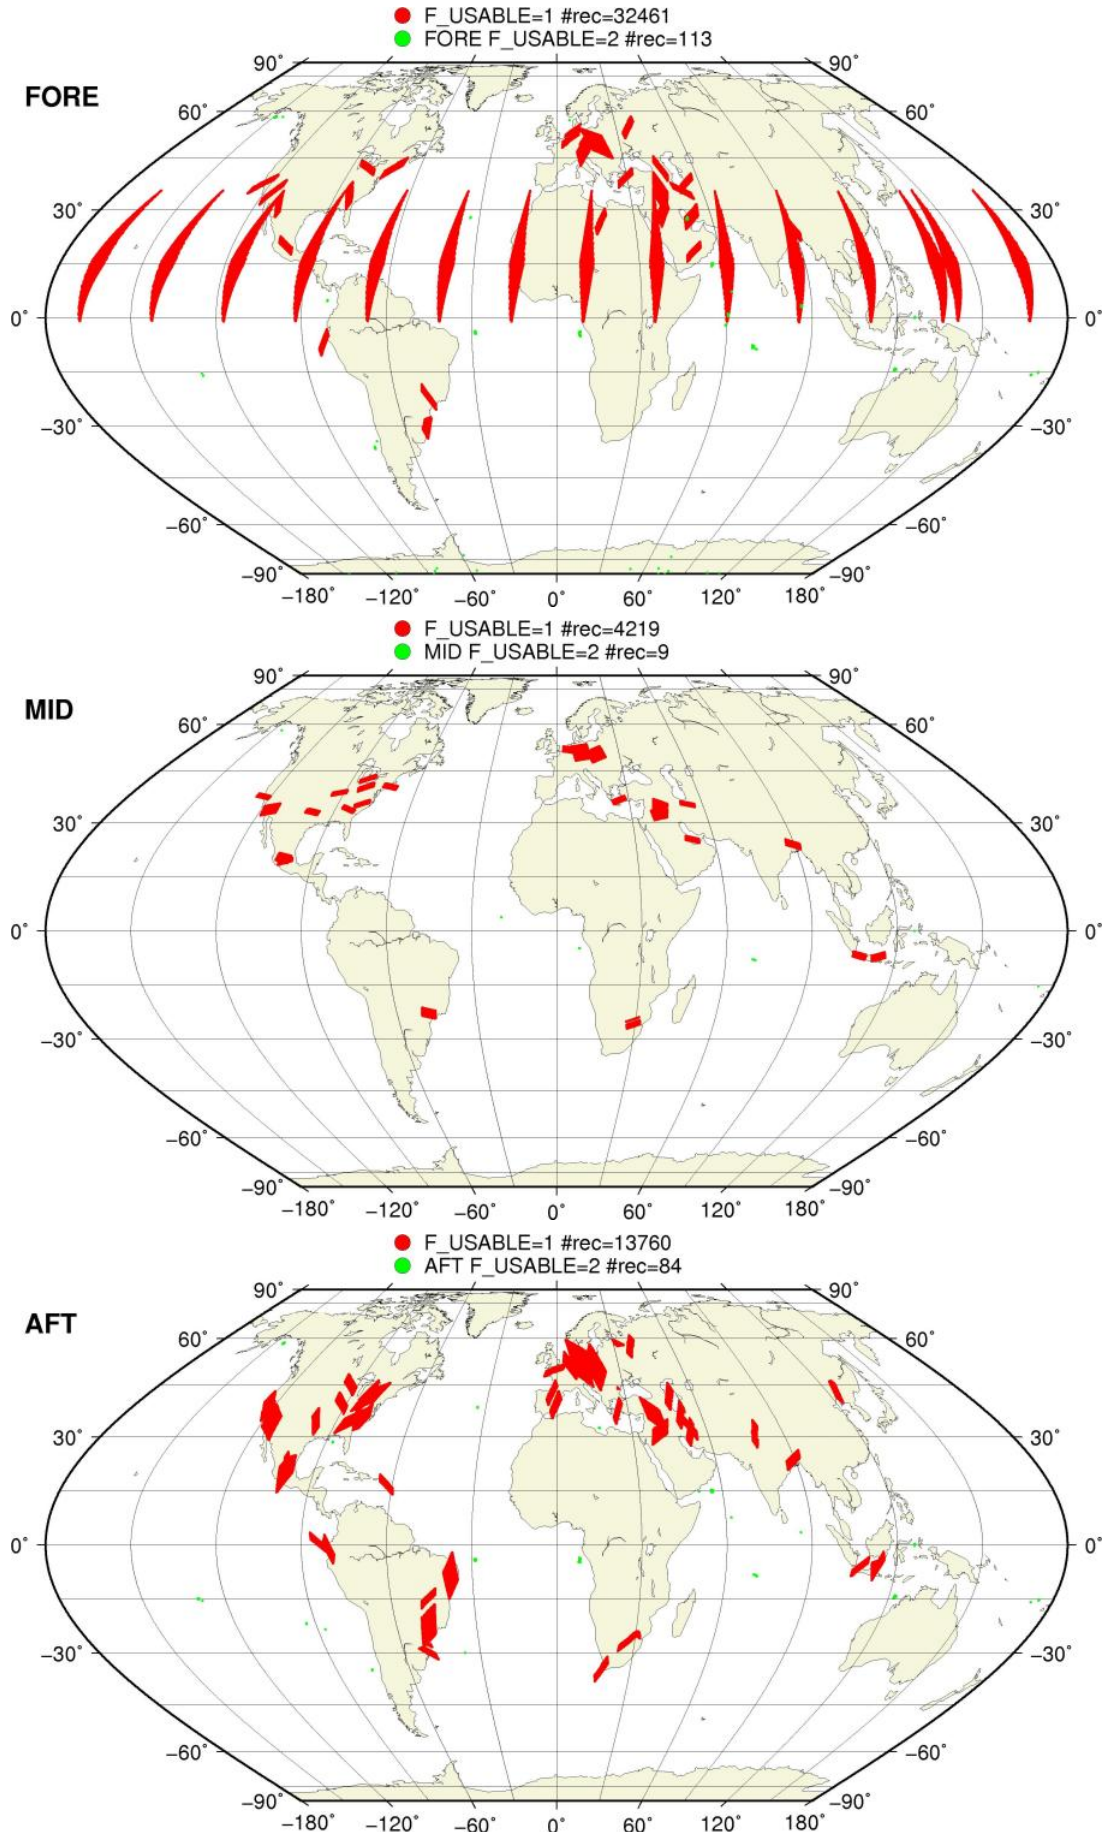 F_USABLE=1 #rec=32461
FORE F_USABLE=2 #rec=113
FORE
90° 90°
60° 60°
30° 30°
0° 0°
−30° −30°
−60° −60°
−90° −90°
−180° −120° −60° 0° 60° 120° 180°
F_USABLE=1 #rec=4219
MID F_USABLE=2 #rec=9
MID
90° 90°
60° 60°
30° 30°
0° 0°
−30° −30°
−60° −60°
−90° −90°
−180° −120° −60° 0° 60° 120° 180°
F_USABLE=1 #rec=13760
AFT F_USABLE=2 #rec=84
AFT
90° 90°
60° 60°
30° 30°
0° 0°
−30° −30°
−60° −60°
−90° −90°
−180° −120° −60° 0° 60° 120° 180°